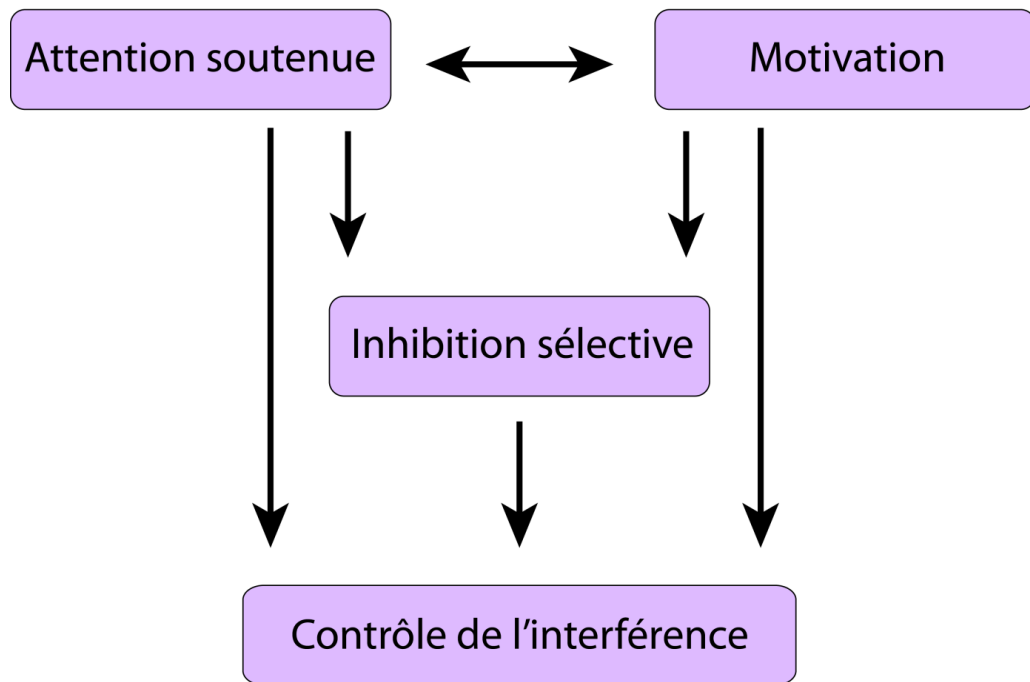 Attention soutenue
Motivation
Inhibition sélective
Contrôle de l'interférence